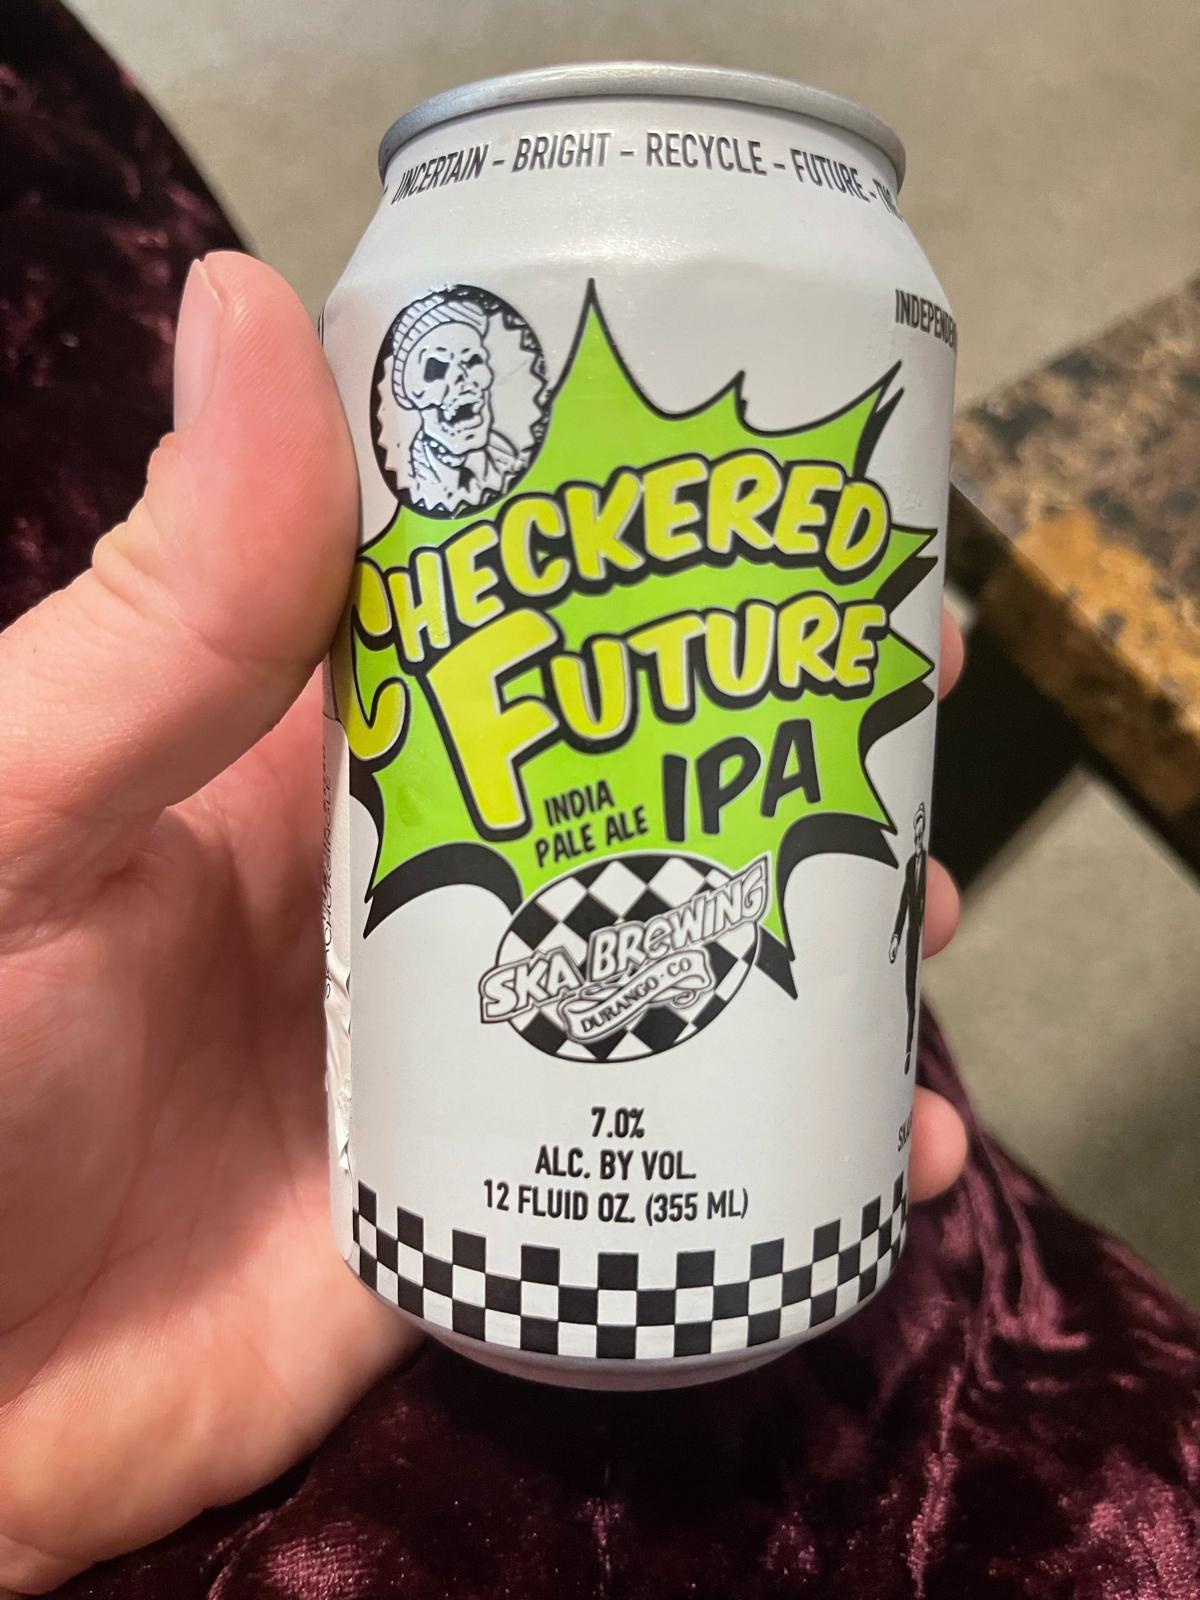 UNCERTAIN - BRIGHT - RECYCLE - FUTURE -
CHECKERED
FUTURE
INDIA
PALE ALE
IPA
SKA BREWING
DURANGO - CO
7.0%
ALC. BY VOL.
12 FLUID OZ. (355 ML)